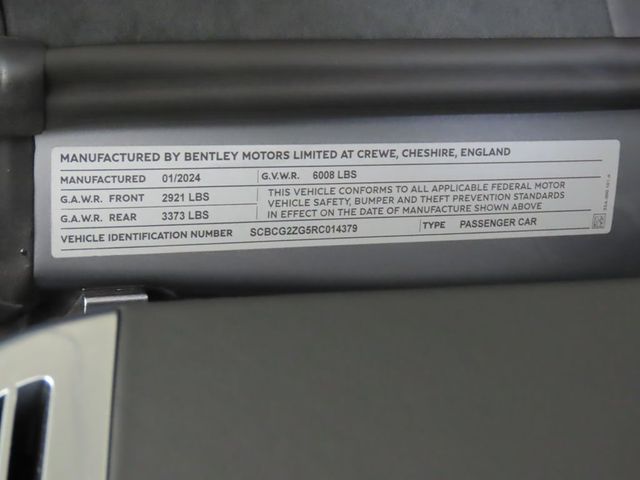 MANUFACTURED BY BENTLEY MOTORS LIMITED AT CREWE, CHESHIRE, ENGLAND
MANUFACTURED 01/2024 G.V.W.R. 6008 LBS
G.A.W.R. FRONT 2921 LBS
G.A.W.R. REAR 3373 LBS
THIS VEHICLE CONFORMS TO ALL APPLICABLE FEDERAL MOTOR
VEHICLE SAFETY, BUMPER AND THEFT PREVENTION STANDARDS
IN EFFECT ON THE DATE OF MANUFACTURE SHOWN ABOVE
VEHICLE IDENTIFICATION NUMBER SCBCG2ZG5RC014379 TYPE PASSENGER CAR